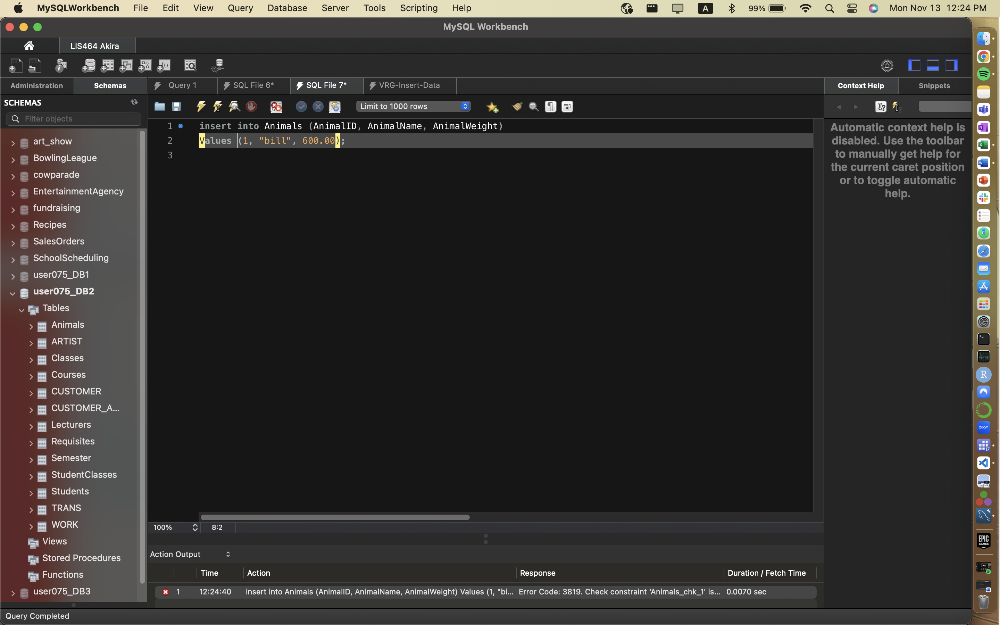 MySQLWorkbench File Edit View Query Database Server Tools Scripting Help A 99% Mon Nov 13 12:24 PM
MySQL Workbench
LIS464 Akira
Administration Schemas Query 1 SQL File 6* SQL File 7* VRG-Insert-Data Context Help Snippets
SCHEMAS
Limit to 1000 rows
Filter objects
1 insert into Animals (AnimalID, AnimalName, AnimalWeight)
2 Values (1, "bill", 600.00);
3
Automatic context help is
disabled. Use the toolbar
to manually get help for
the current caret position
or to toggle automatic
help.
art_show
BowlingLeague
cowparade
EntertainmentAgency
fundraising
Recipes
SalesOrders
SchoolScheduling
user075_DB1
user075_DB2
Tables
Animals
ARTIST
Classes
Courses
CUSTOMER
CUSTOMER_A...
Lecturers
Requisites
Semester
StudentClasses
Students
TRANS
WORK
Views
Stored Procedures
Functions
user075_DB3
100% 8:2
Action Output
Time Action Response Duration / Fetch Time
1 12:24:40 insert into Animals (AnimalID, AnimalName, AnimalWeight) Values (1, "bi... Error Code: 3819. Check constraint 'Animals_chk_1' is... 0.0070 sec
Query Completed
R
zoom
17
EPIC
GAMES